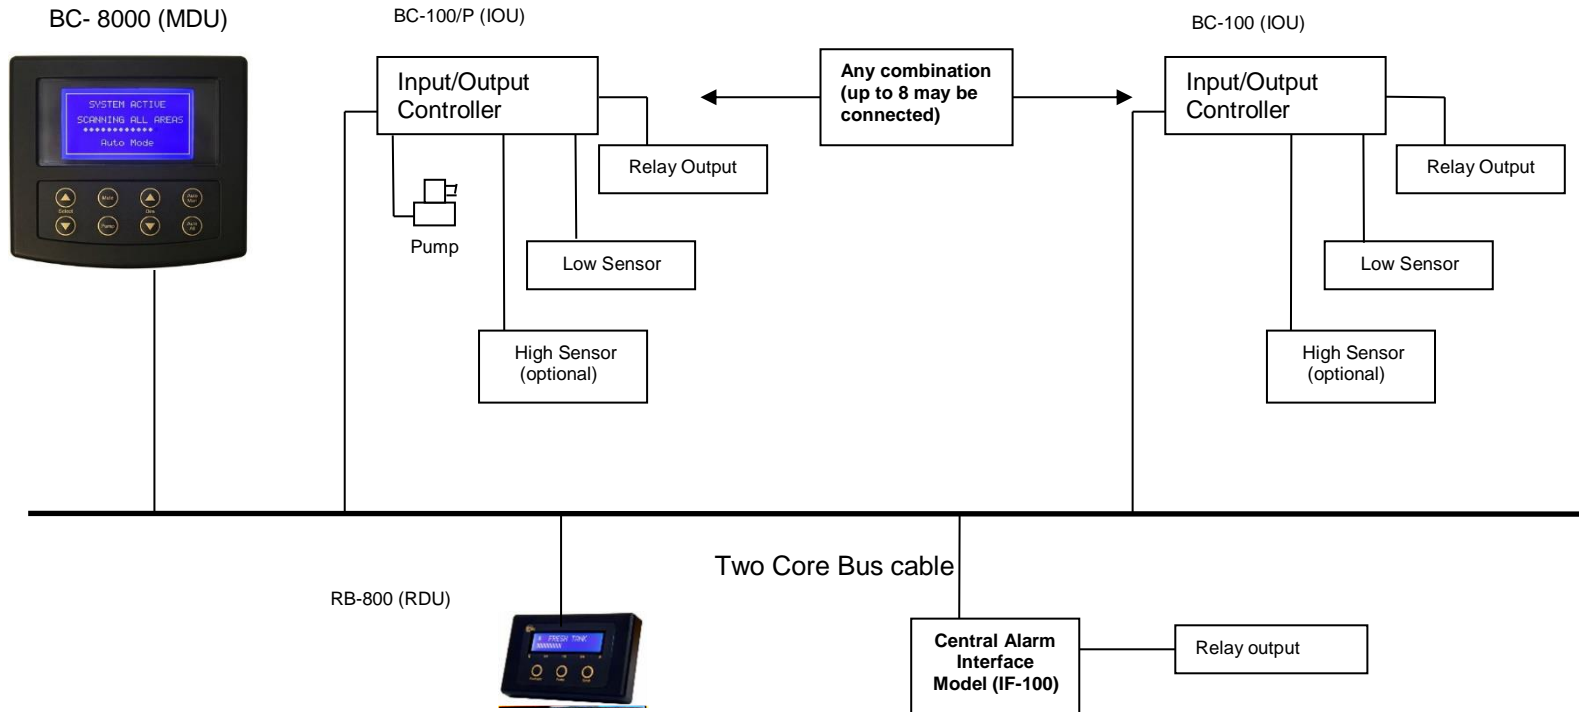 BC- 8000 (MDU)
BC-100/P (IOU)
BC-100 (IOU)
SYSTEM ACTIVE
SCANNING ALL AREAS
Auto Mode
Select
Mute
Pump
Input/Output
Controller
Relay Output
Pump
Low Sensor
High Sensor
(optional)
Any combination
(up to 8 may be
connected)
Input/Output
Controller
Relay Output
Low Sensor
High Sensor
(optional)
Two Core Bus cable
RB-800 (RDU)
FRESH TANK
Central Alarm
Interface
Model (IF-100)
Relay output